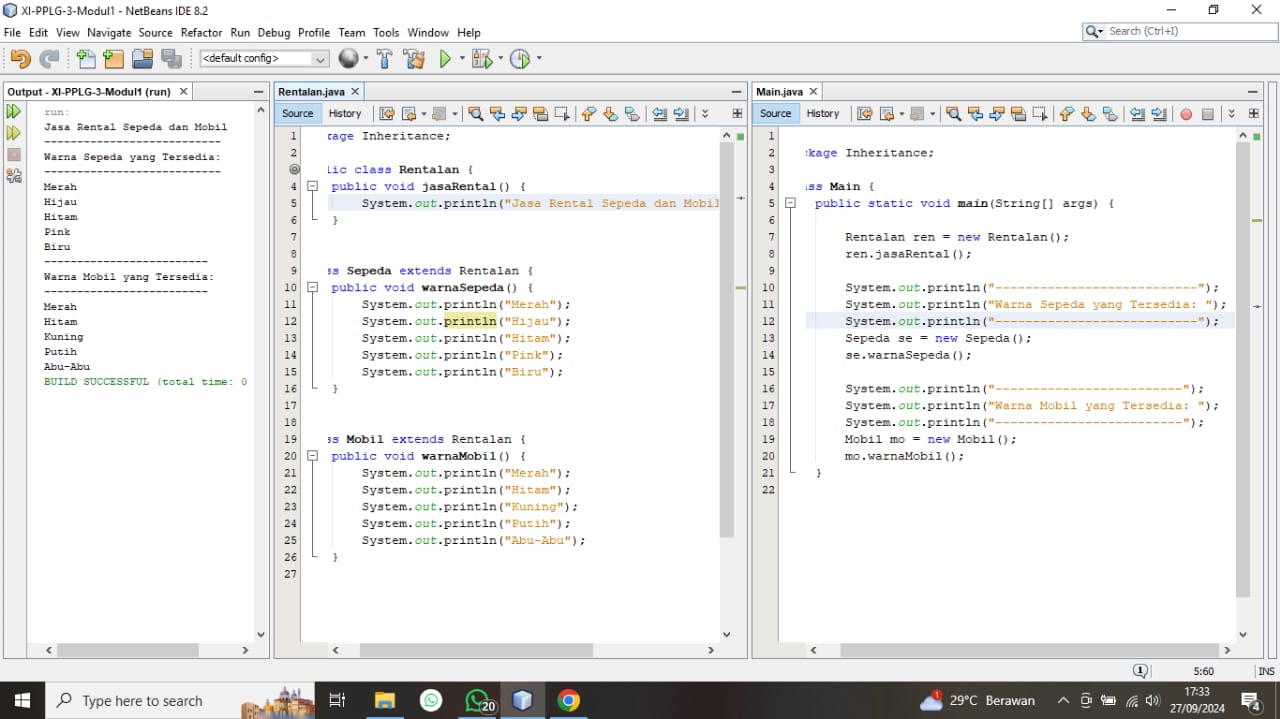 XI-PPLG-3-Modul1 - NetBeans IDE 8.2
File Edit View Navigate Source Refactor Run Debug Profile Team Tools Window Help
Search (Ctrl+I)
<default config>
Output - XI-PPLG-3-Modul1 (run)
run:
Jasa Rental Sepeda dan Mobil
---------------------------
Warna Sepeda yang Tersedia:
---------------------------
Merah
Hijau
Hitam
Pink
Biru
-------------------------
Warna Mobil yang Tersedia:
-------------------------
Merah
Hitam
Kuning
Putih
Abu-Abu
BUILD SUCCESSFUL (total time: 0
Rentalan.java
Source History
1 kage Inheritance;
2
lic class Rentalan {
4 public void jasaRental() {
5 System.out.println("Jasa Rental Sepeda dan Mobil
6 }
7
8
9 ss Sepeda extends Rentalan {
10 public void warnaSepeda() {
11 System.out.println("Merah");
12 System.out.println("Hijau");
13 System.out.println("Hitam");
14 System.out.println("Pink");
15 System.out.println("Biru");
16 }
17
18
19 ss Mobil extends Rentalan {
20 public void warnaMobil() {
21 System.out.println("Merah");
22 System.out.println("Hitam");
23 System.out.println("Kuning");
24 System.out.println("Putih");
25 System.out.println("Abu-Abu");
26 }
27
Main.java
Source History
1
2 ckage Inheritance;
3
4 ass Main {
5 public static void main(String[] args) {
6
7 Rentalan ren = new Rentalan();
8 ren.jasaRental();
9
10 System.out.println("---------------------------");
11 System.out.println("Warna Sepeda yang Tersedia: ");
12 System.out.println("---------------------------");
13 Sepeda se = new Sepeda();
14 se.warnaSepeda();
15
16 System.out.println("-------------------------");
17 System.out.println("Warna Mobil yang Tersedia: ");
18 System.out.println("-------------------------");
19 Mobil mo = new Mobil();
20 mo.warnaMobil();
21 }
22
1
5:60 INS
Type here to search
20
1
29°C Berawan
17:33
27/09/2024
4